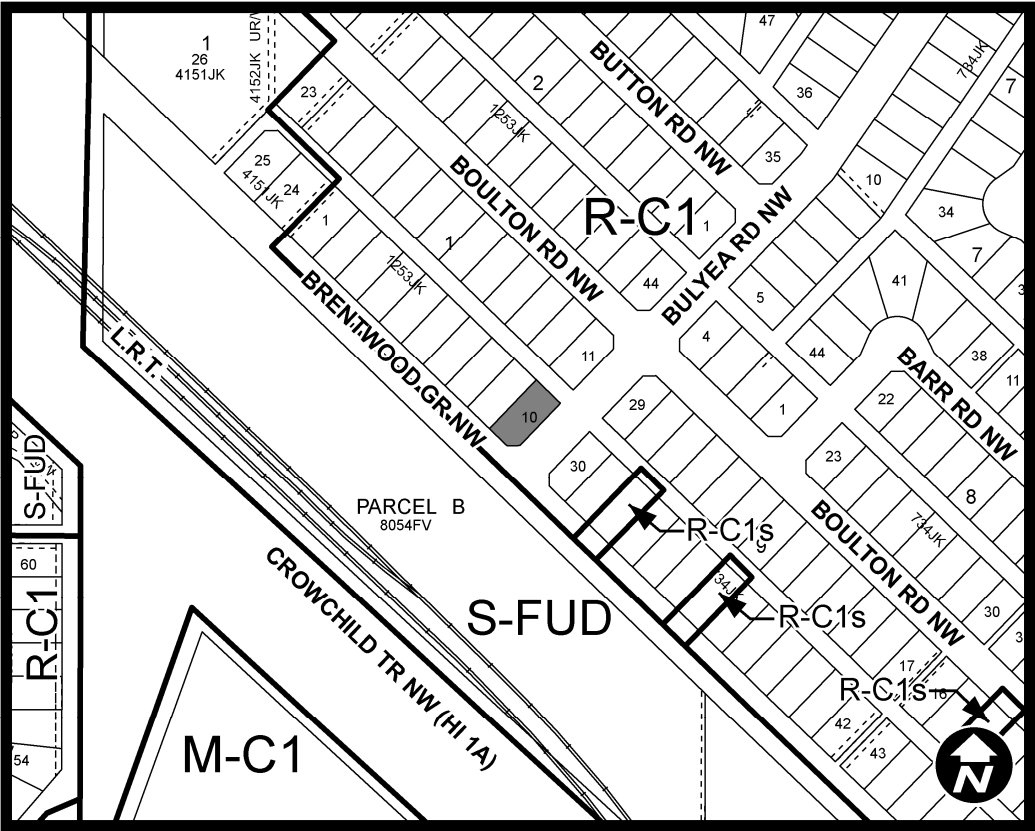 1
26
4151JK
4152JK UR/W
23
25
24
4151JK
47
36
734JK
7
2
1253JK
BUTTON RD NW
35
10
34
7
BOULTON RD NW
R-C1
1
1
1253JK
1
44
BULYEA RD NW
5
41
4
44
38
11
BARR RD NW
22
1
BRENTWOOD GR NW
L.R.T.
11
10
29
30
23
8
734JK
BOULTON RD NW
S-FUD
PARCEL B
8054FV
R-C1s
9
R-C1s
734JK
60
R-C1
54
CROWCHILD TR NW (HI 1A)
S-FUD
M-C1
30
17
16
R-C1s
42
43
N